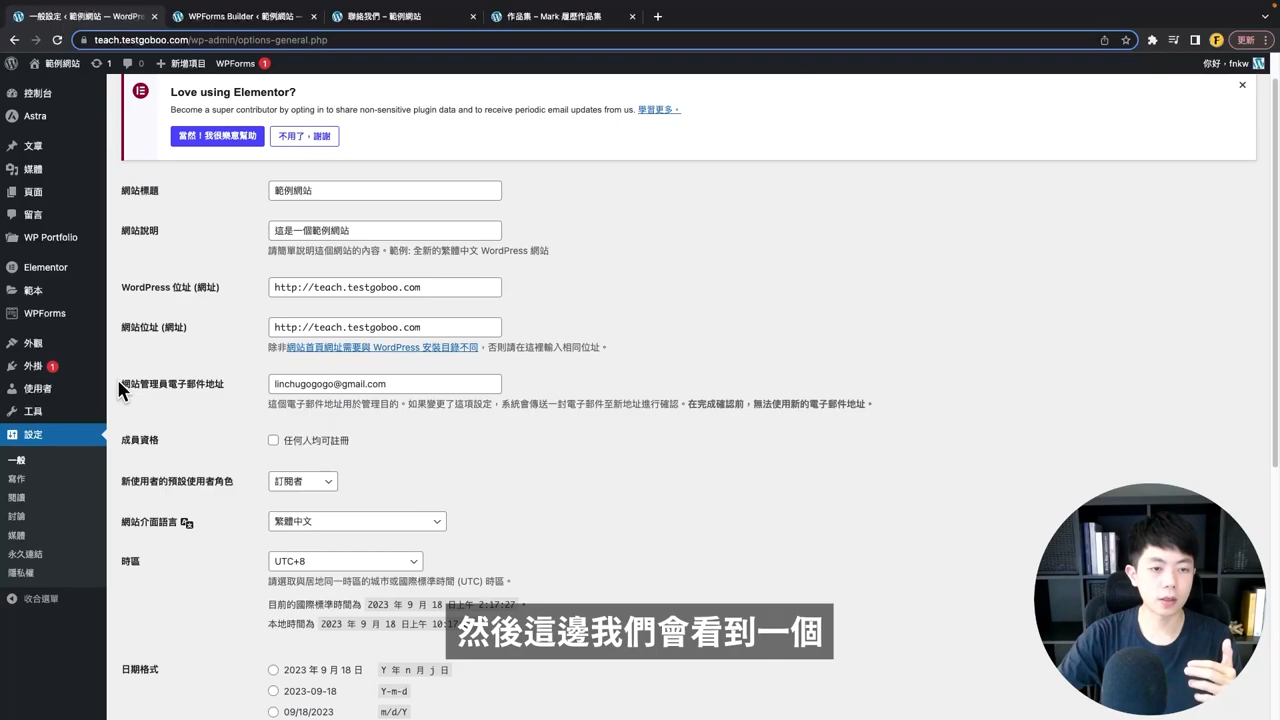 一般設定 ‹ 範例網站 — WordPre
WPForms Builder ‹ 範例網站 —
聯絡我們 – 範例網站
作品集 – Mark 履歷作品集
teach.testgoboo.com/wp-admin/options-general.php
更新
範例網站
1
0
新增項目
WPForms 1
你好，fnkw
控制台
Astra
文章
媒體
頁面
留言
WP Portfolio
Elementor
範本
WPForms
外觀
外掛 1
使用者
工具
設定
一般
寫作
閱讀
討論
媒體
永久連結
隱私權
收合選單
Love using Elementor?
Become a super contributor by opting in to share non-sensitive plugin data and to receive periodic email updates from us. 學習更多。
當然！我很樂意幫助
不用了，謝謝
網站標題
範例網站
網站說明
這是一個範例網站
請簡單說明這個網站的內容。範例: 全新的繁體中文 WordPress 網站
WordPress 位址 (網址)
http://teach.testgoboo.com
網站位址 (網址)
http://teach.testgoboo.com
除非網站首頁網址需要與 WordPress 安裝目錄不同，否則請在這裡輸入相同位址。
網站管理員電子郵件地址
linchugogogo@gmail.com
這個電子郵件地址用於管理目的。如果變更了這項設定，系統會傳送一封電子郵件至新地址進行確認。在完成確認前，無法使用新的電子郵件地址。
成員資格
任何人均可註冊
新使用者的預設使用者角色
訂閱者
網站介面語言
繁體中文
時區
UTC+8
請選取與居地同一時區的城市或國際標準時間 (UTC) 時區。
目前的國際標準時間為 2023 年 9 月 18 日上午 2:17:27。
本地時間為 2023 年 9 月 18 日上午 10:17
然後這邊我們會看到一個
日期格式
2023 年 9 月 18 日 Y 年 n 月 j 日
2023-09-18 Y-m-d
09/18/2023 m/d/Y